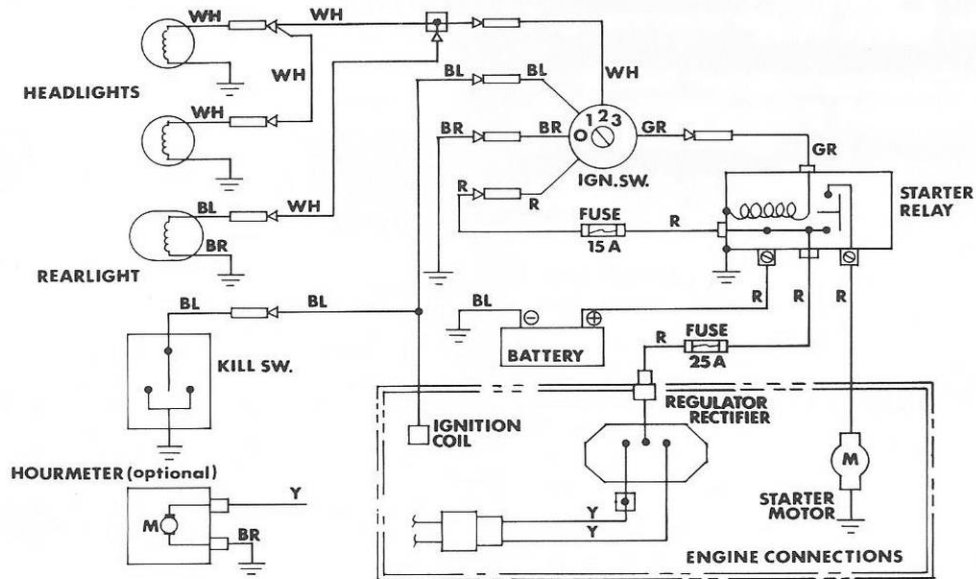 WH
WH
WH
HEADLIGHTS
WH
BL
BL
WH
1 2 3
BR
BR
O
GR
GR
IGN.SW.
R
R
STARTER
RELAY
FUSE
15 A
R
BL
WH
BR
REARLIGHT
BL
BL
KILL SW.
BL
⊖
⊕
BATTERY
R
R
R
R
FUSE
25 A
REGULATOR
RECTIFIER
IGNITION
COIL
M
STARTER
MOTOR
HOURMETER (optional)
Y
M
BR
Y
Y
ENGINE CONNECTIONS